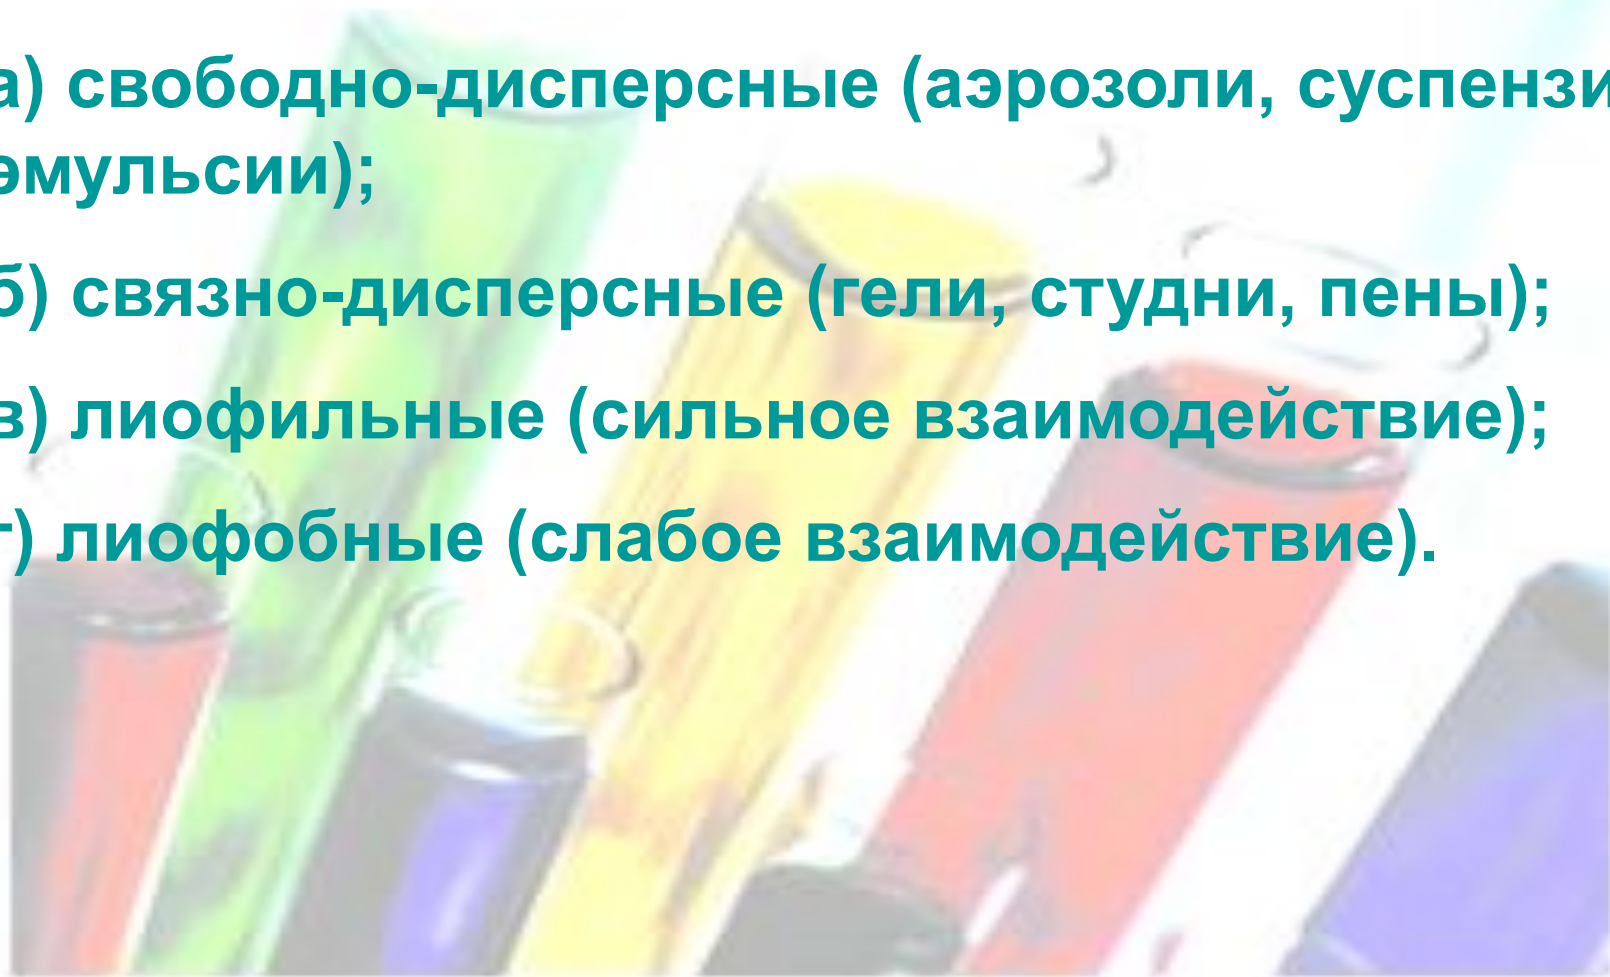 а) свободно-дисперсные (аэрозоли, суспензи
эмульсии);
б) связно-дисперсные (гели, студни, пены);
в) лиофильные (сильное взаимодействие);
г) лиофобные (слабое взаимодействие).